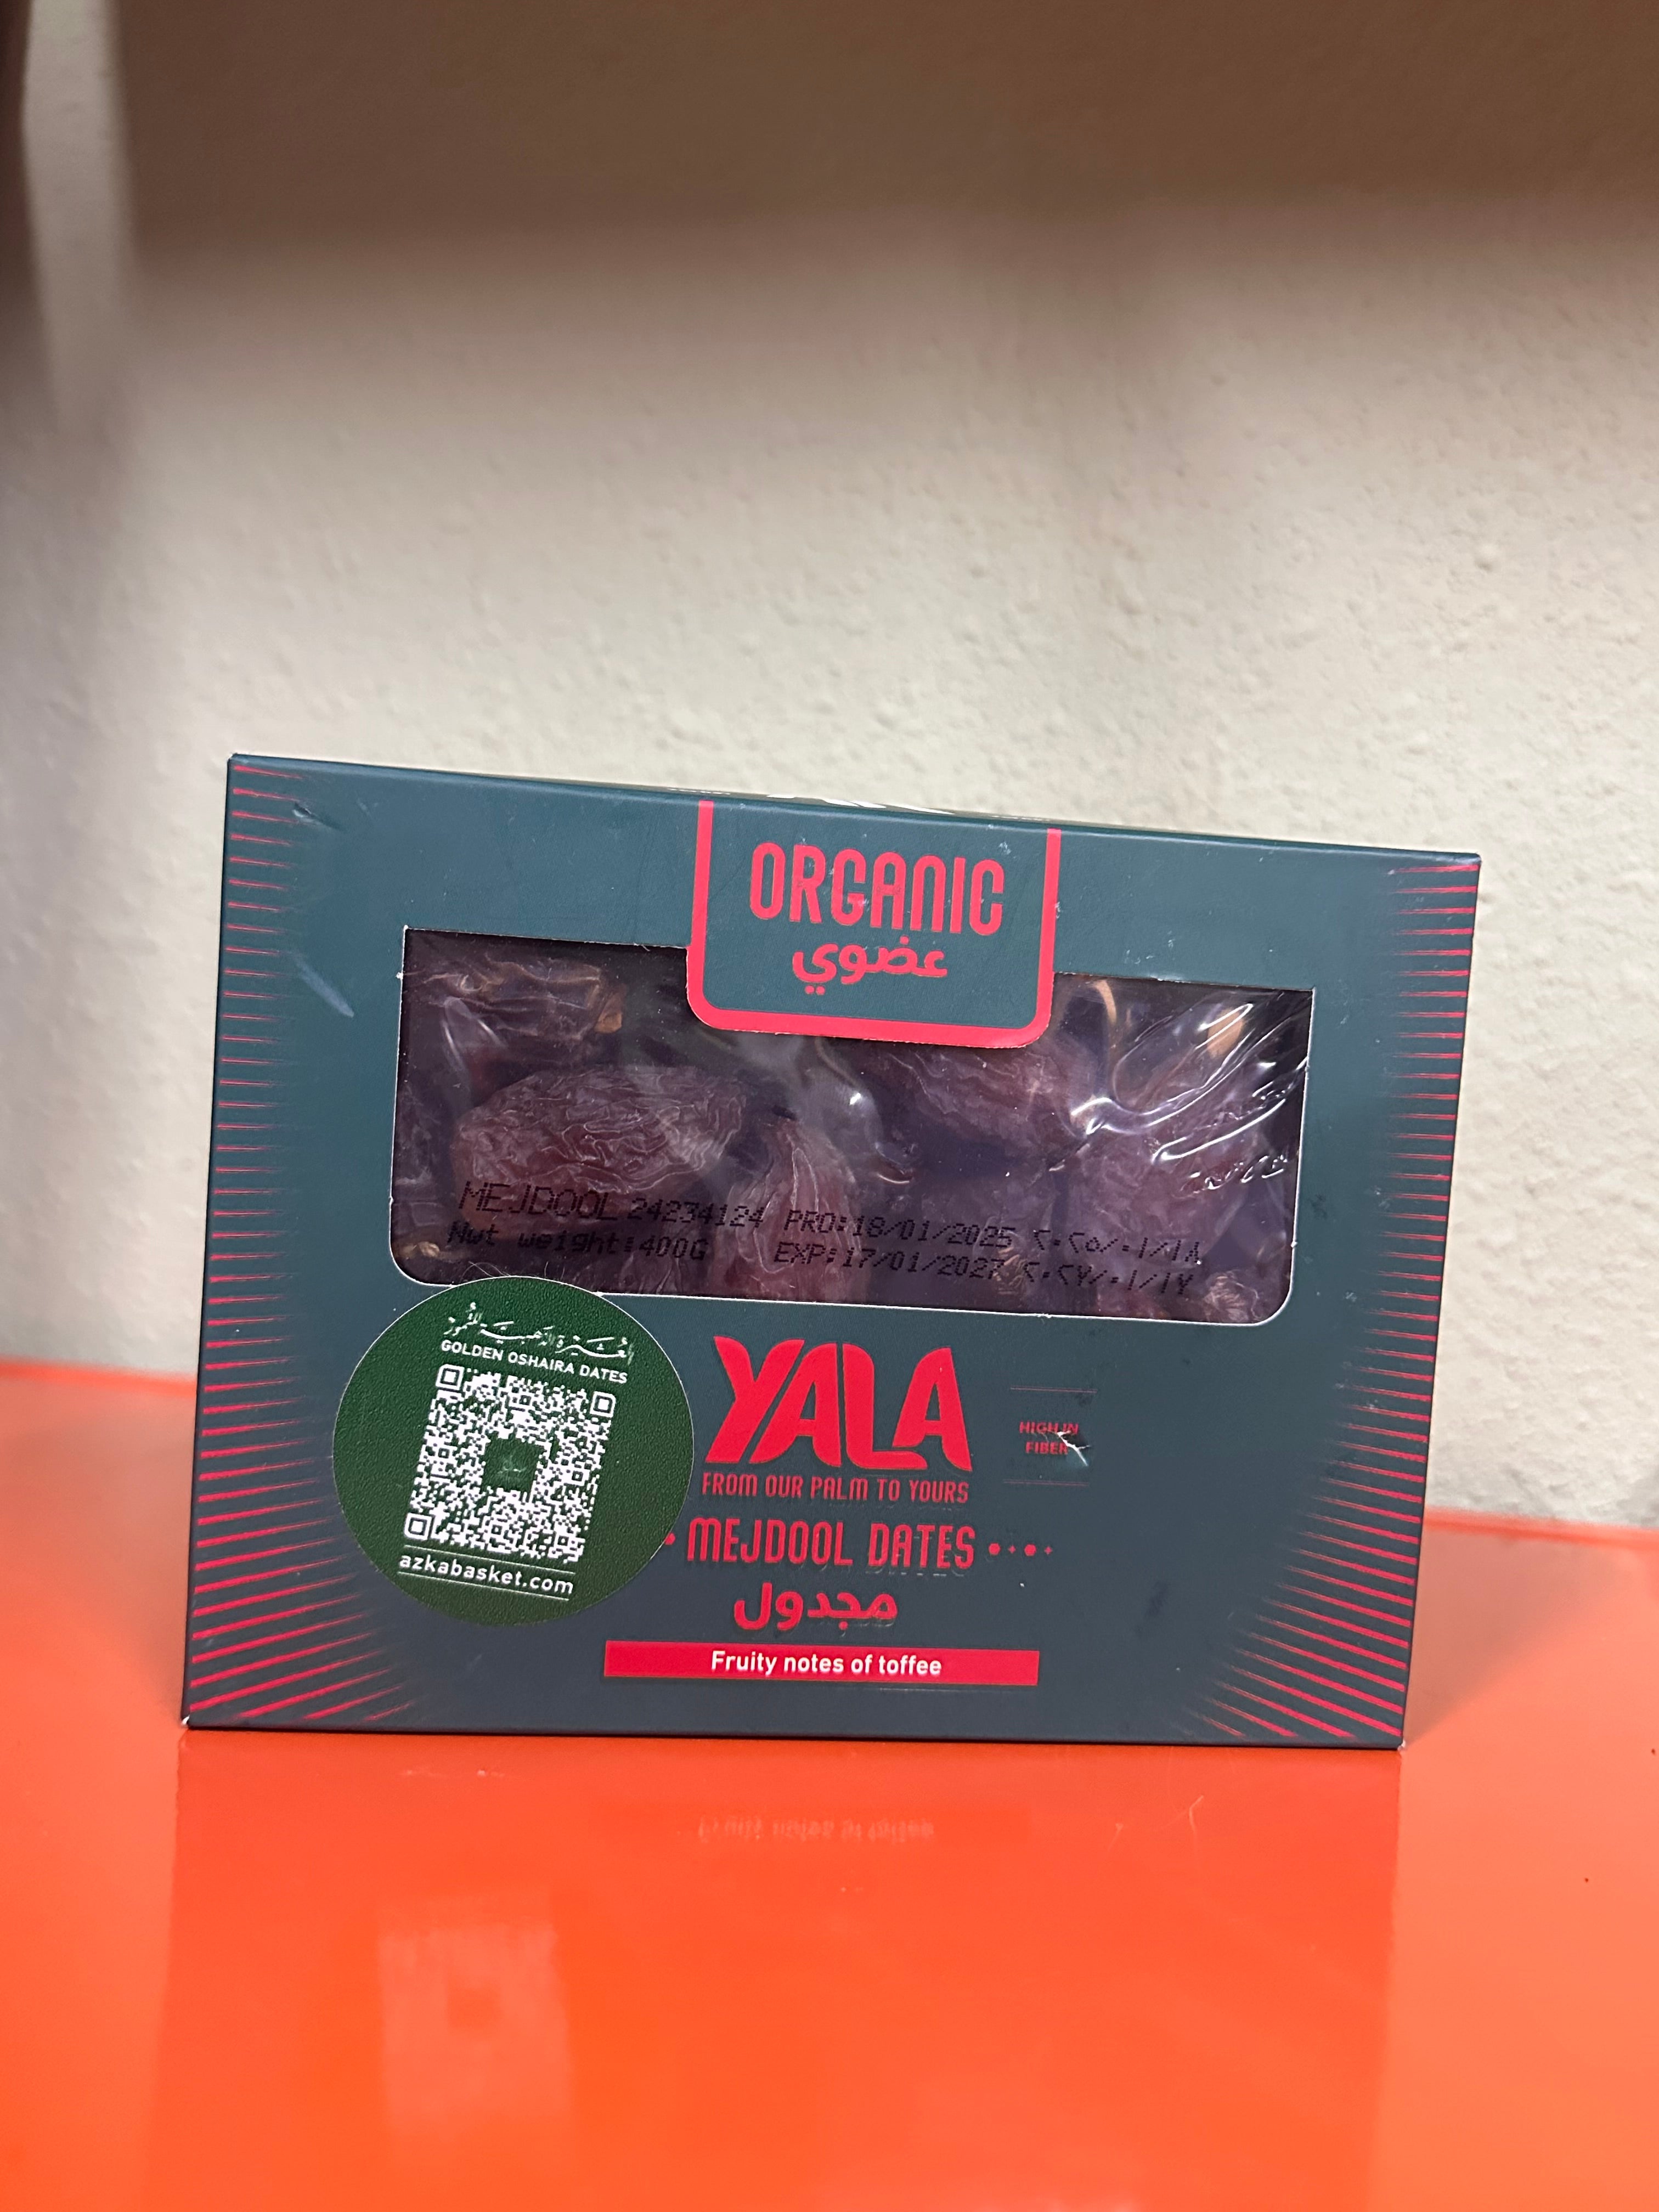 ORGANIC
عضوي
MEJDOOL 24234124 PRO:18/01/2025 ٢٠٢٥/٠١/١٨
Nwt weight:400G EXP:17/01/2027 ٢٠٢٧/٠١/١٧
GOLDEN OSHAIRA DATES
azkabasket.com
YALA
FROM OUR PALM TO YOURS
HIGH IN
FIBER
MEJDOOL DATES
مجدول
Fruity notes of toffee